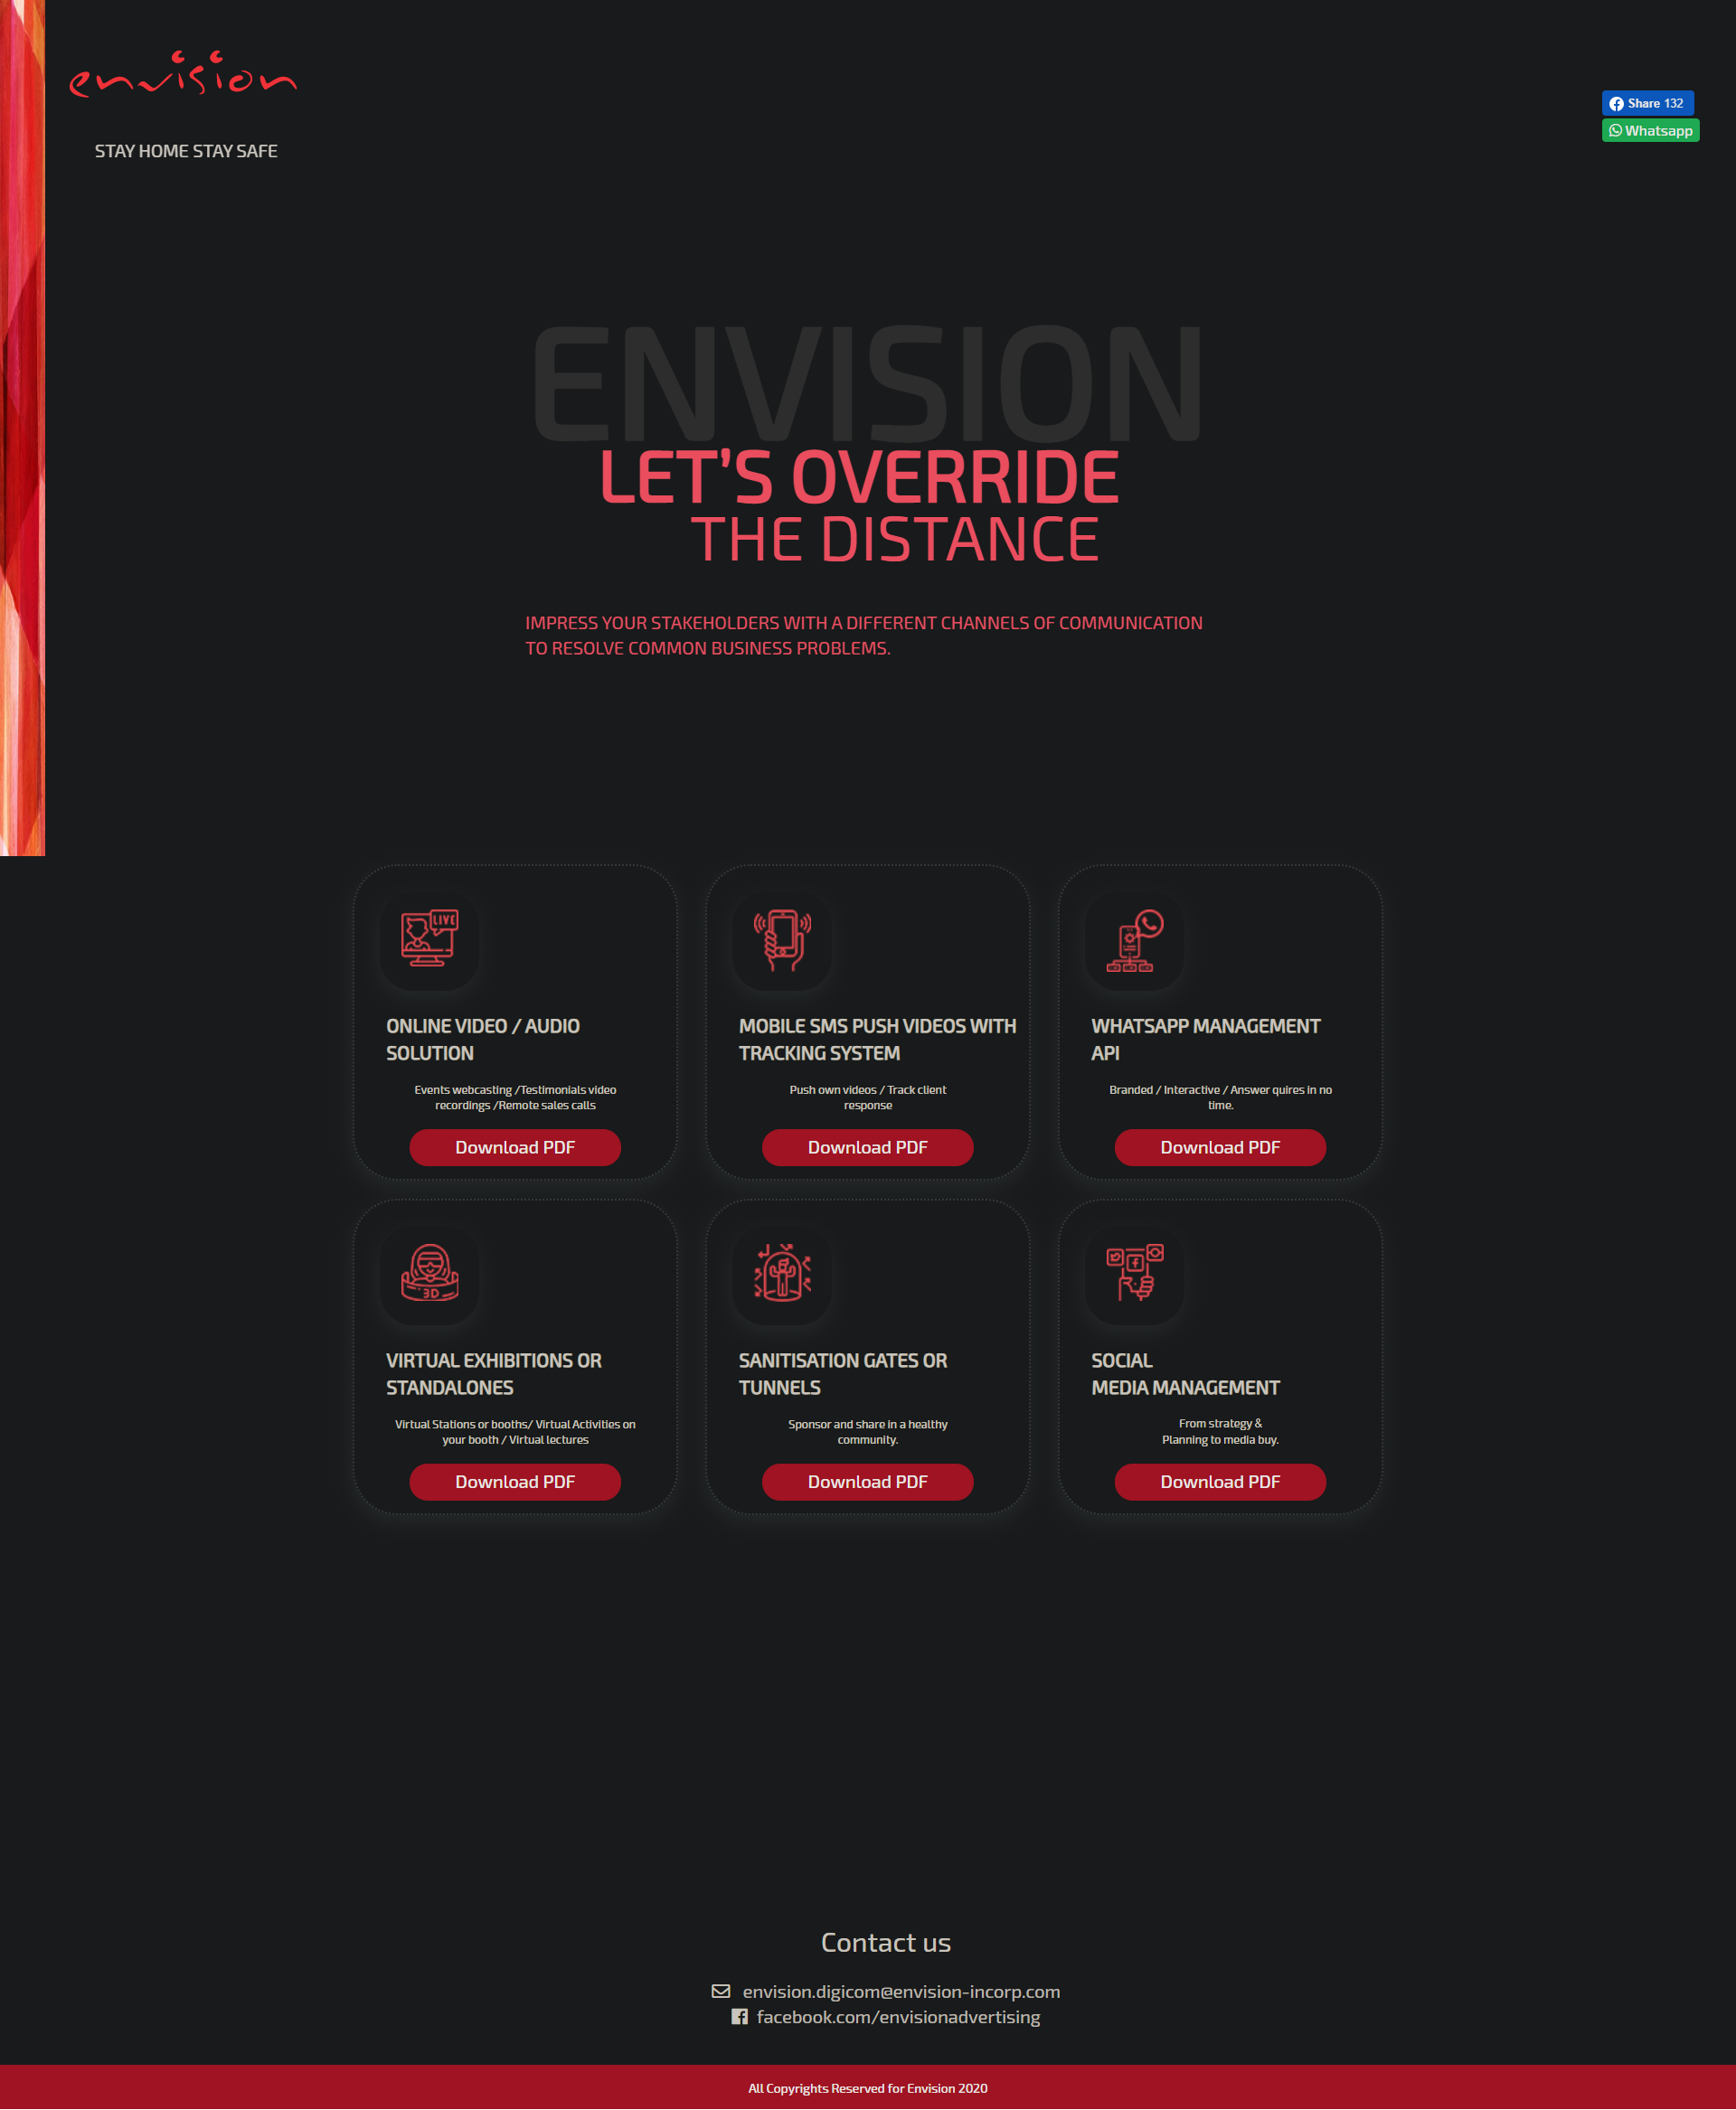 envision
Share 132
Whatsapp
STAY HOME STAY SAFE
ENVISION
LET’S OVERRIDE
THE DISTANCE
IMPRESS YOUR STAKEHOLDERS WITH A DIFFERENT CHANNELS OF COMMUNICATION
TO RESOLVE COMMON BUSINESS PROBLEMS.
LIVE
ONLINE VIDEO / AUDIO
SOLUTION
Events webcasting /Testimonials video
recordings /Remote sales calls
Download PDF
MOBILE SMS PUSH VIDEOS WITH
TRACKING SYSTEM
Push own videos / Track client
response
Download PDF
WHATSAPP MANAGEMENT
API
Branded / Interactive / Answer quires in no
time.
Download PDF
3D
VIRTUAL EXHIBITIONS OR
STANDALONES
Virtual Stations or booths/ Virtual Activities on
your booth / Virtual lectures
Download PDF
SANITISATION GATES OR
TUNNELS
Sponsor and share in a healthy
community.
Download PDF
SOCIAL
MEDIA MANAGEMENT
From strategy &
Planning to media buy.
Download PDF
Contact us
envision.digicom@envision-incorp.com
facebook.com/envisionadvertising
All Copyrights Reserved for Envision 2020